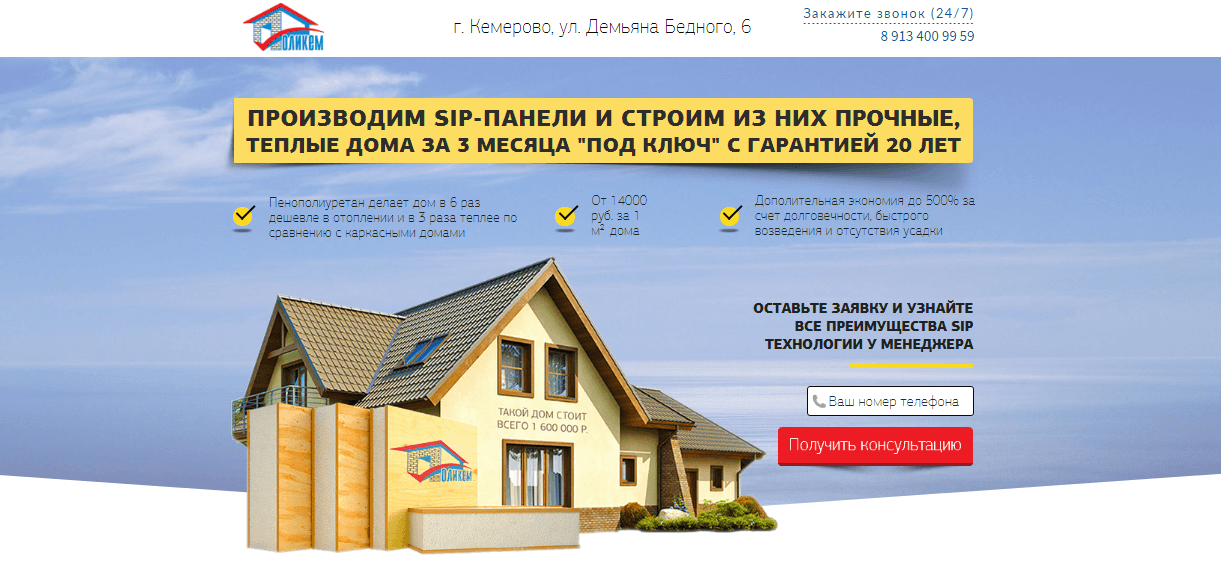 ОЛИКЕМ
г. Кемерово, ул. Демьяна Бедного, 6
Закажите звонок (24/7)
8 913 400 99 59
ПРОИЗВОДИМ SIP-ПАНЕЛИ И СТРОИМ ИЗ НИХ ПРОЧНЫЕ,
ТЕПЛЫЕ ДОМА ЗА 3 МЕСЯЦА "ПОД КЛЮЧ" С ГАРАНТИЕЙ 20 ЛЕТ
Пенополиуретан делает дом в 6 раз
дешевле в отоплении и в 3 раза теплее по
сравнению с каркасными домами
От 14000
руб. за 1
м² дома
Дополительная экономия до 500% за
счет долговечности, быстрого
возведения и отсутствия усадки
ОСТАВЬТЕ ЗАЯВКУ И УЗНАЙТЕ
ВСЕ ПРЕИМУЩЕСТВА SIP
ТЕХНОЛОГИИ У МЕНЕДЖЕРА
Ваш номер телефона
Получить консультацию
ТАКОЙ ДОМ СТОИТ
ВСЕГО 1 600 000 Р.
ОЛИКЕМ